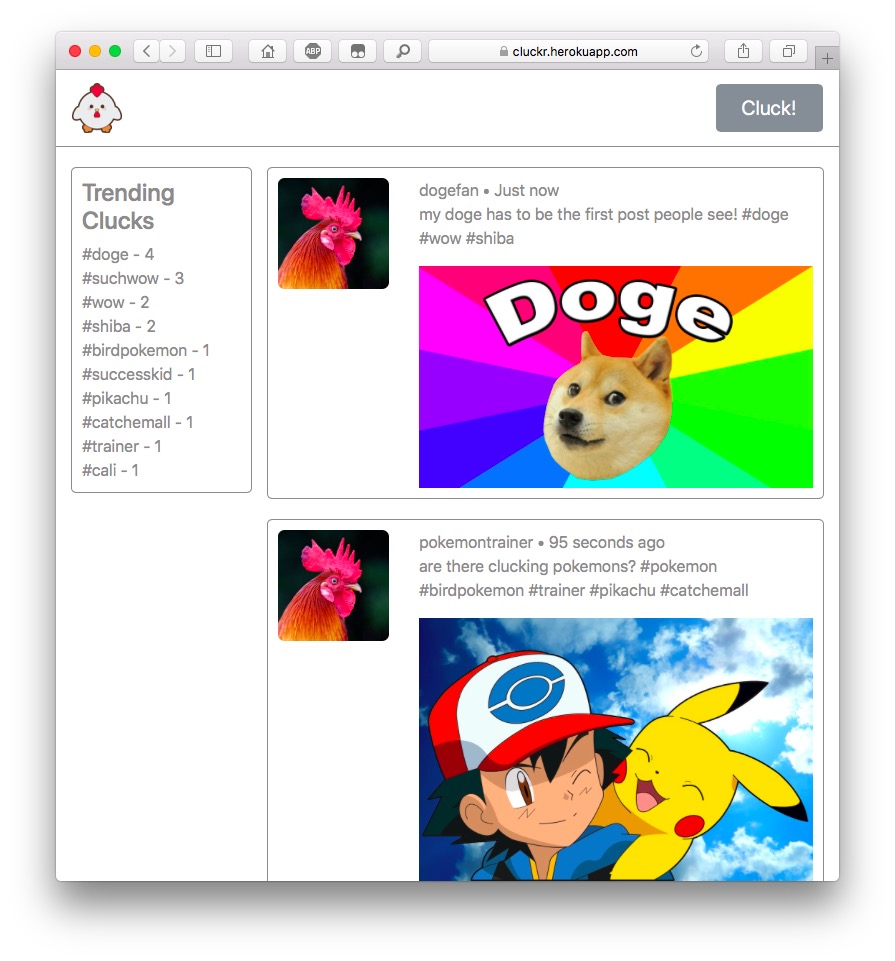 ABP
cluckr.herokuapp.com
Cluck!
Trending
Clucks
#doge - 4
#suchwow - 3
#wow - 2
#shiba - 2
#birdpokemon - 1
#successkid - 1
#pikachu - 1
#catchemall - 1
#trainer - 1
#cali - 1
dogefan • Just now
my doge has to be the first post people see! #doge
#wow #shiba
Doge
pokemontrainer • 95 seconds ago
are there clucking pokemons? #pokemon
#birdpokemon #trainer #pikachu #catchemall